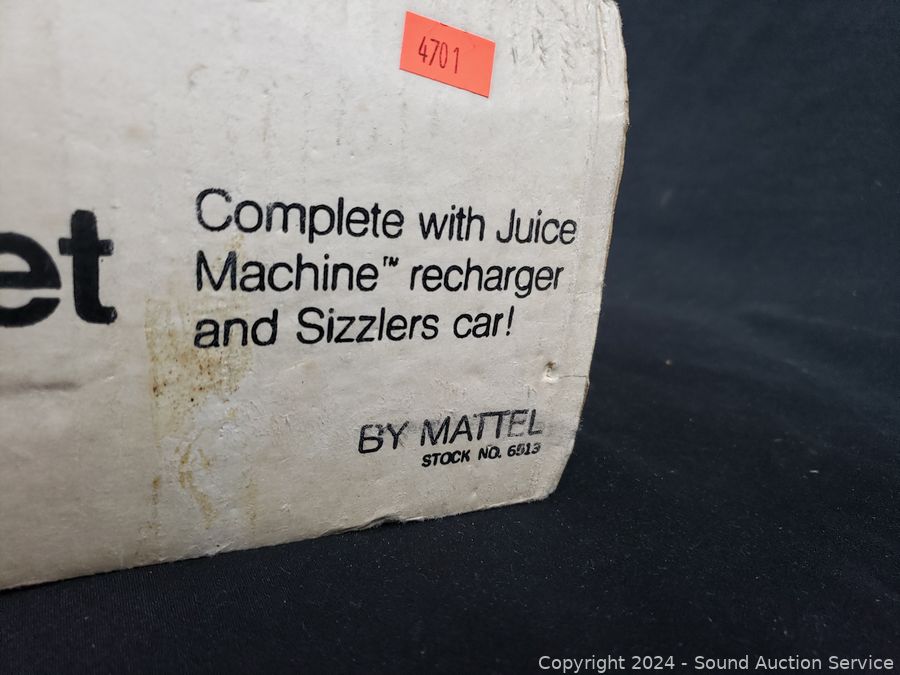 4701
et
Complete with Juice
Machine™ recharger
and Sizzlers car!
BY MATTEL
STOCK NO. 6513
Copyright 2024 - Sound Auction Service